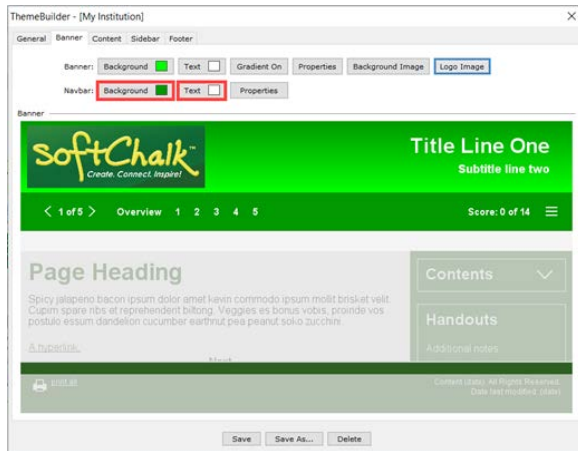 ThemeBuilder - [My Institution]
General Banner Content Sidebar Footer
Banner: Background Text Gradient On Properties Background Image Logo Image
Navbar: Background Text Properties
Banner
SoftChalk™
Create. Connect. Inspire!
Title Line One
Subtitle line two
< 1 of 5 > Overview 1 2 3 4 5 Score: 0 of 14
Page Heading
Spicy jalapeno bacon ipsum dolor amet kevin commodo ipsum mollit brisket velit.
Cupim spare ribs et reprehenderit biltong. Veggies es bonus vobis, proinde vos
postulo essum dandelion cucumber earthnut pea peanut soko zucchini.
A hyperlink.
Next
Contents
Handouts
Additional notes
print all
Content {date}. All Rights Reserved.
Date last modified: {date}
Save Save As... Delete